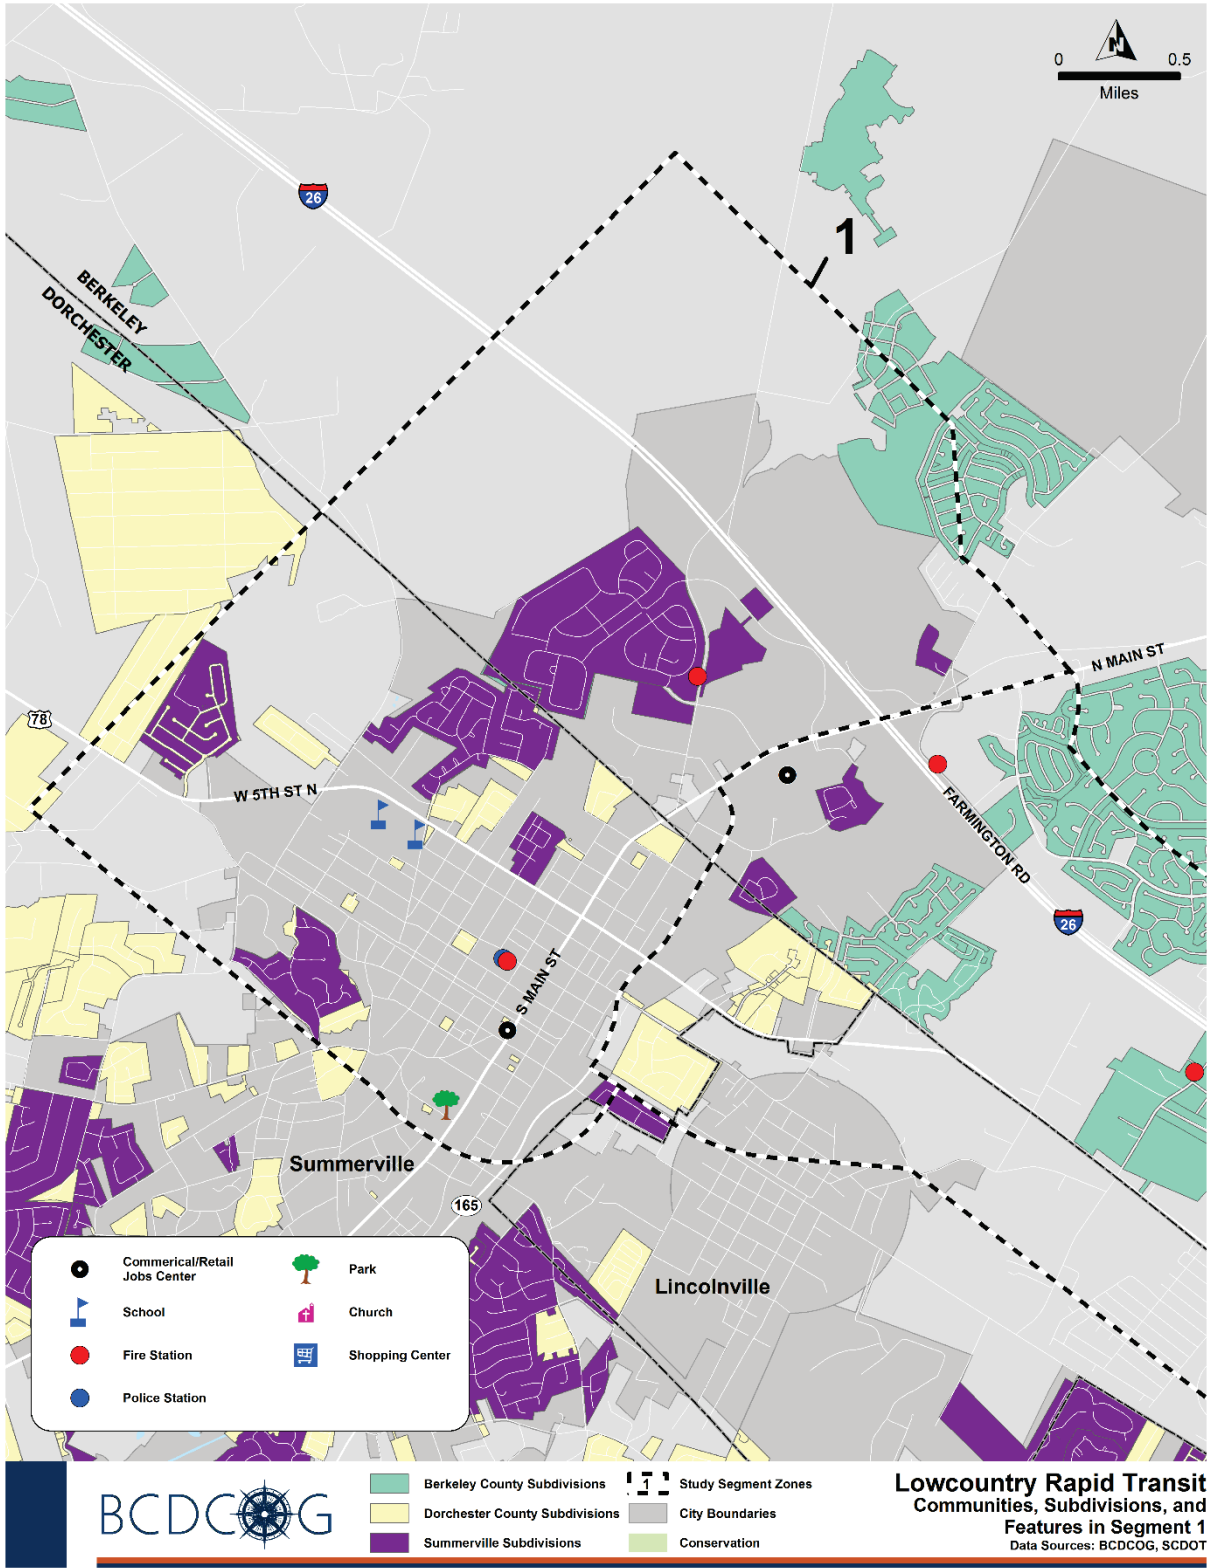 N
0 0.5
Miles
26
1
BERKELEY
DORCHESTER
N MAIN ST
78
W 5TH ST N
FARMINGTON RD
26
S MAIN ST
Summerville
165
Lincolnville
Commerical/Retail
Jobs Center
Park
School
Church
Fire Station
Shopping Center
Police Station
BCDCOG
Berkeley County Subdivisions
Dorchester County Subdivisions
Summerville Subdivisions
1 Study Segment Zones
City Boundaries
Conservation
Lowcountry Rapid Transit
Communities, Subdivisions, and
Features in Segment 1
Data Sources: BCDCOG, SCDOT